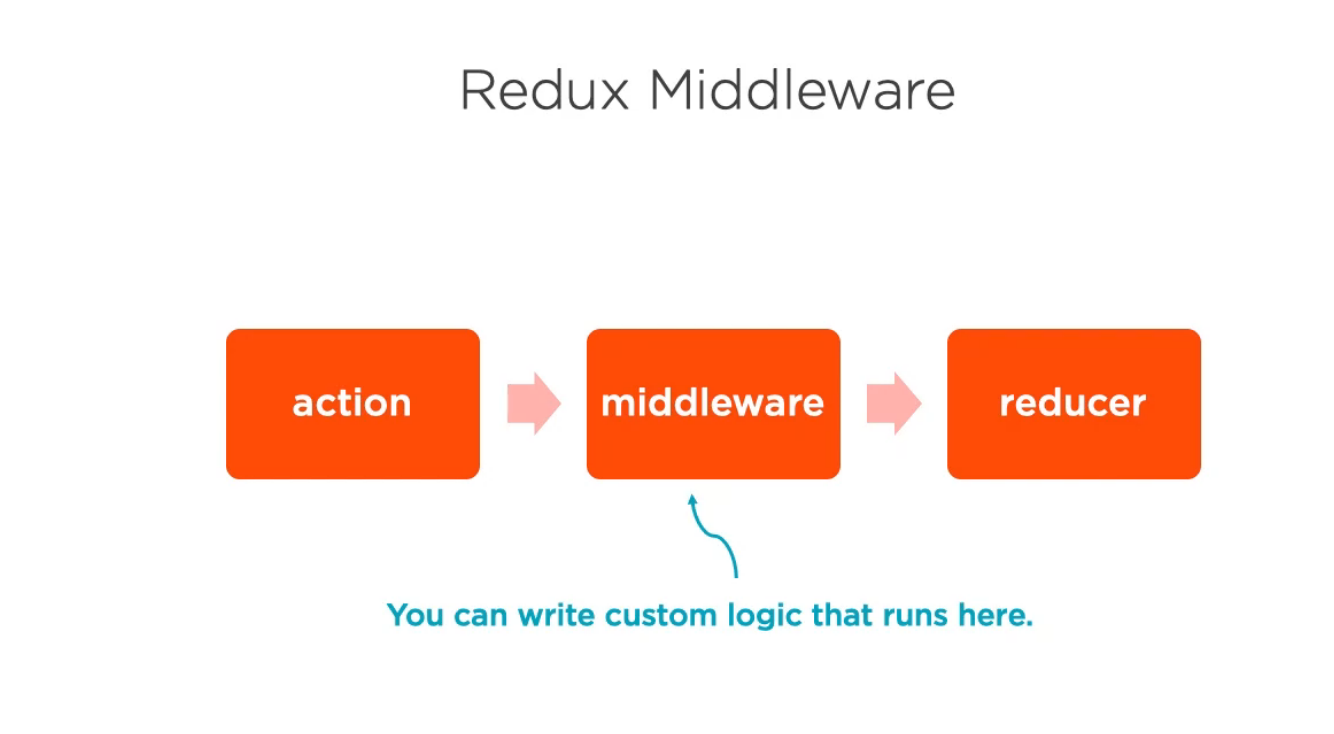 Redux Middleware
action
middleware
reducer
You can write custom logic that runs here.